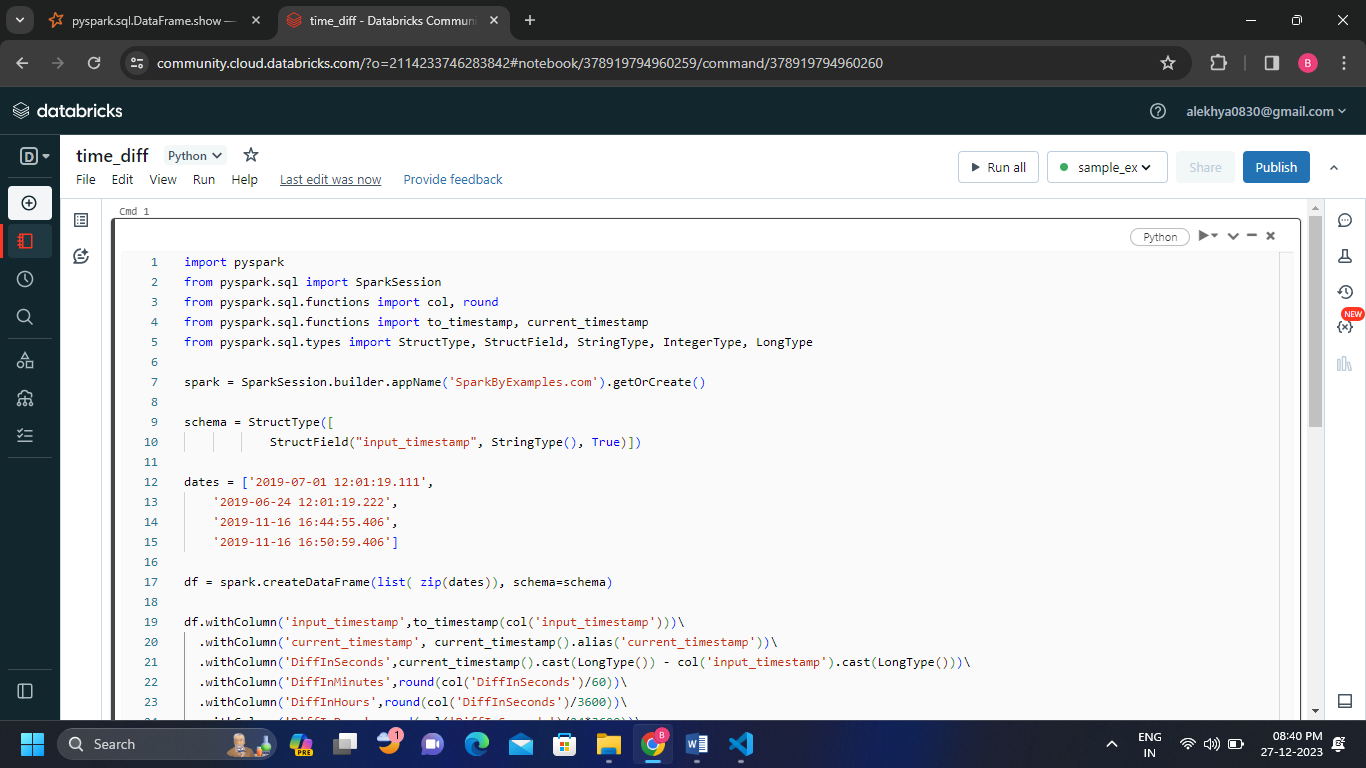 pyspark.sql.DataFrame.show —
time_diff - Databricks Commun
community.cloud.databricks.com/?o=2114233746283842#notebook/378919794960259/command/378919794960260
B
databricks
alekhya0830@gmail.com
D
time_diff Python
Run all
sample_ex
Share
Publish
File Edit View Run Help Last edit was now Provide feedback
Cmd 1
Python
NEW
1 import pyspark
2 from pyspark.sql import SparkSession
3 from pyspark.sql.functions import col, round
4 from pyspark.sql.functions import to_timestamp, current_timestamp
5 from pyspark.sql.types import StructType, StructField, StringType, IntegerType, LongType
6
7 spark = SparkSession.builder.appName('SparkByExamples.com').getOrCreate()
8
9 schema = StructType([
10 StructField("input_timestamp", StringType(), True)])
11
12 dates = ['2019-07-01 12:01:19.111',
13 '2019-06-24 12:01:19.222',
14 '2019-11-16 16:44:55.406',
15 '2019-11-16 16:50:59.406']
16
17 df = spark.createDataFrame(list( zip(dates)), schema=schema)
18
19 df.withColumn('input_timestamp',to_timestamp(col('input_timestamp')))\
20 .withColumn('current_timestamp', current_timestamp().alias('current_timestamp'))\
21 .withColumn('DiffInSeconds',current_timestamp().cast(LongType()) - col('input_timestamp').cast(LongType()))\
22 .withColumn('DiffInMinutes',round(col('DiffInSeconds')/60))\
23 .withColumn('DiffInHours',round(col('DiffInSeconds')/3600))\
Search
PRE
1
B
ENG
IN
08:40 PM
27-12-2023